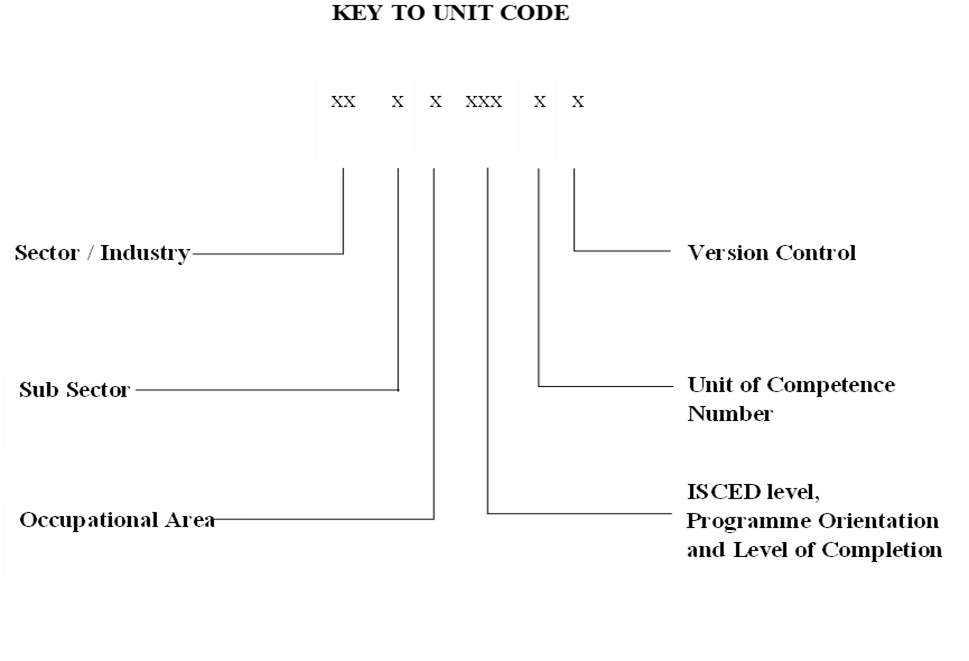 KEY TO UNIT CODE
xx x x xxx x x
Sector / Industry
Version Control
Sub Sector
Unit of Competence
Number
Occupational Area
ISCED level,
Programme Orientation
and Level of Completion